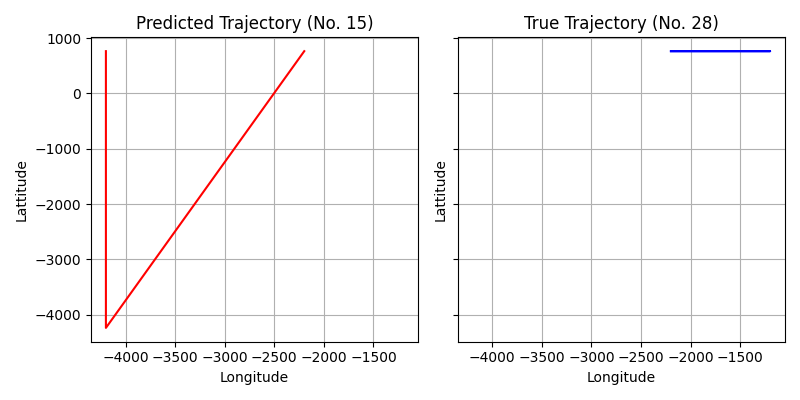 Predicted Trajectory (No. 15)
True Trajectory (No. 28)
1000
0
−1000
−2000
−3000
−4000
Lattitude
Lattitude
−4000 −3500 −3000 −2500 −2000 −1500
−4000 −3500 −3000 −2500 −2000 −1500
Longitude
Longitude